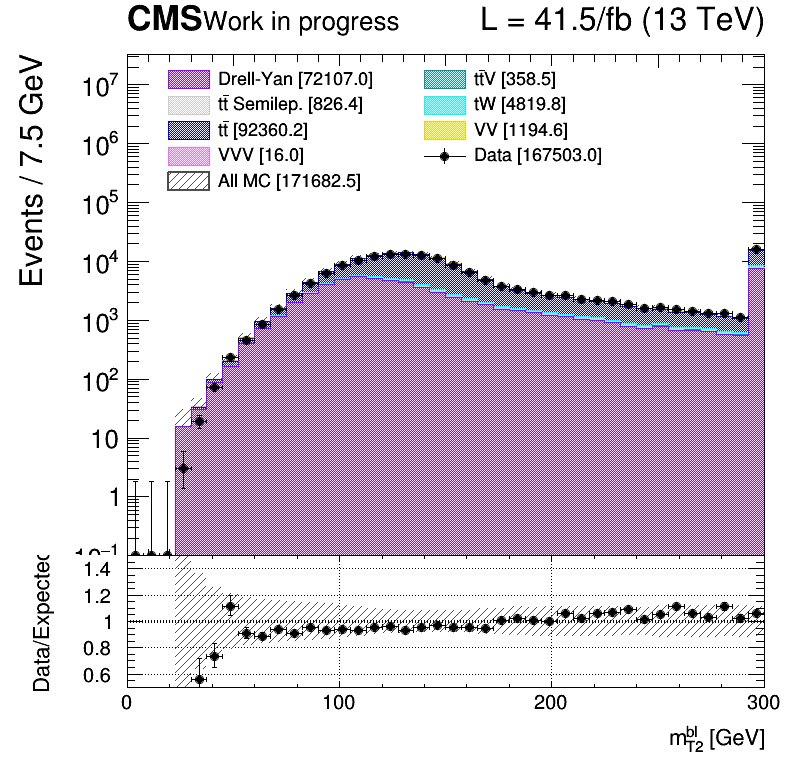 CMS Work in progress L = 41.5/fb (13 TeV)
Events / 7.5 GeV
10⁷
10⁶
10⁵
10⁴
10³
10²
10
1
10⁻¹
Drell-Yan [72107.0]
tt̄ Semilep. [826.4]
tt̄ [92360.2]
VVV [16.0]
All MC [171682.5]
tt̄V [358.5]
tW [4819.8]
VV [1194.6]
Data [167503.0]
Data/Expected
1.4
1.2
1
0.8
0.6
0 100 200 300
m_{T2}^{bl} [GeV]